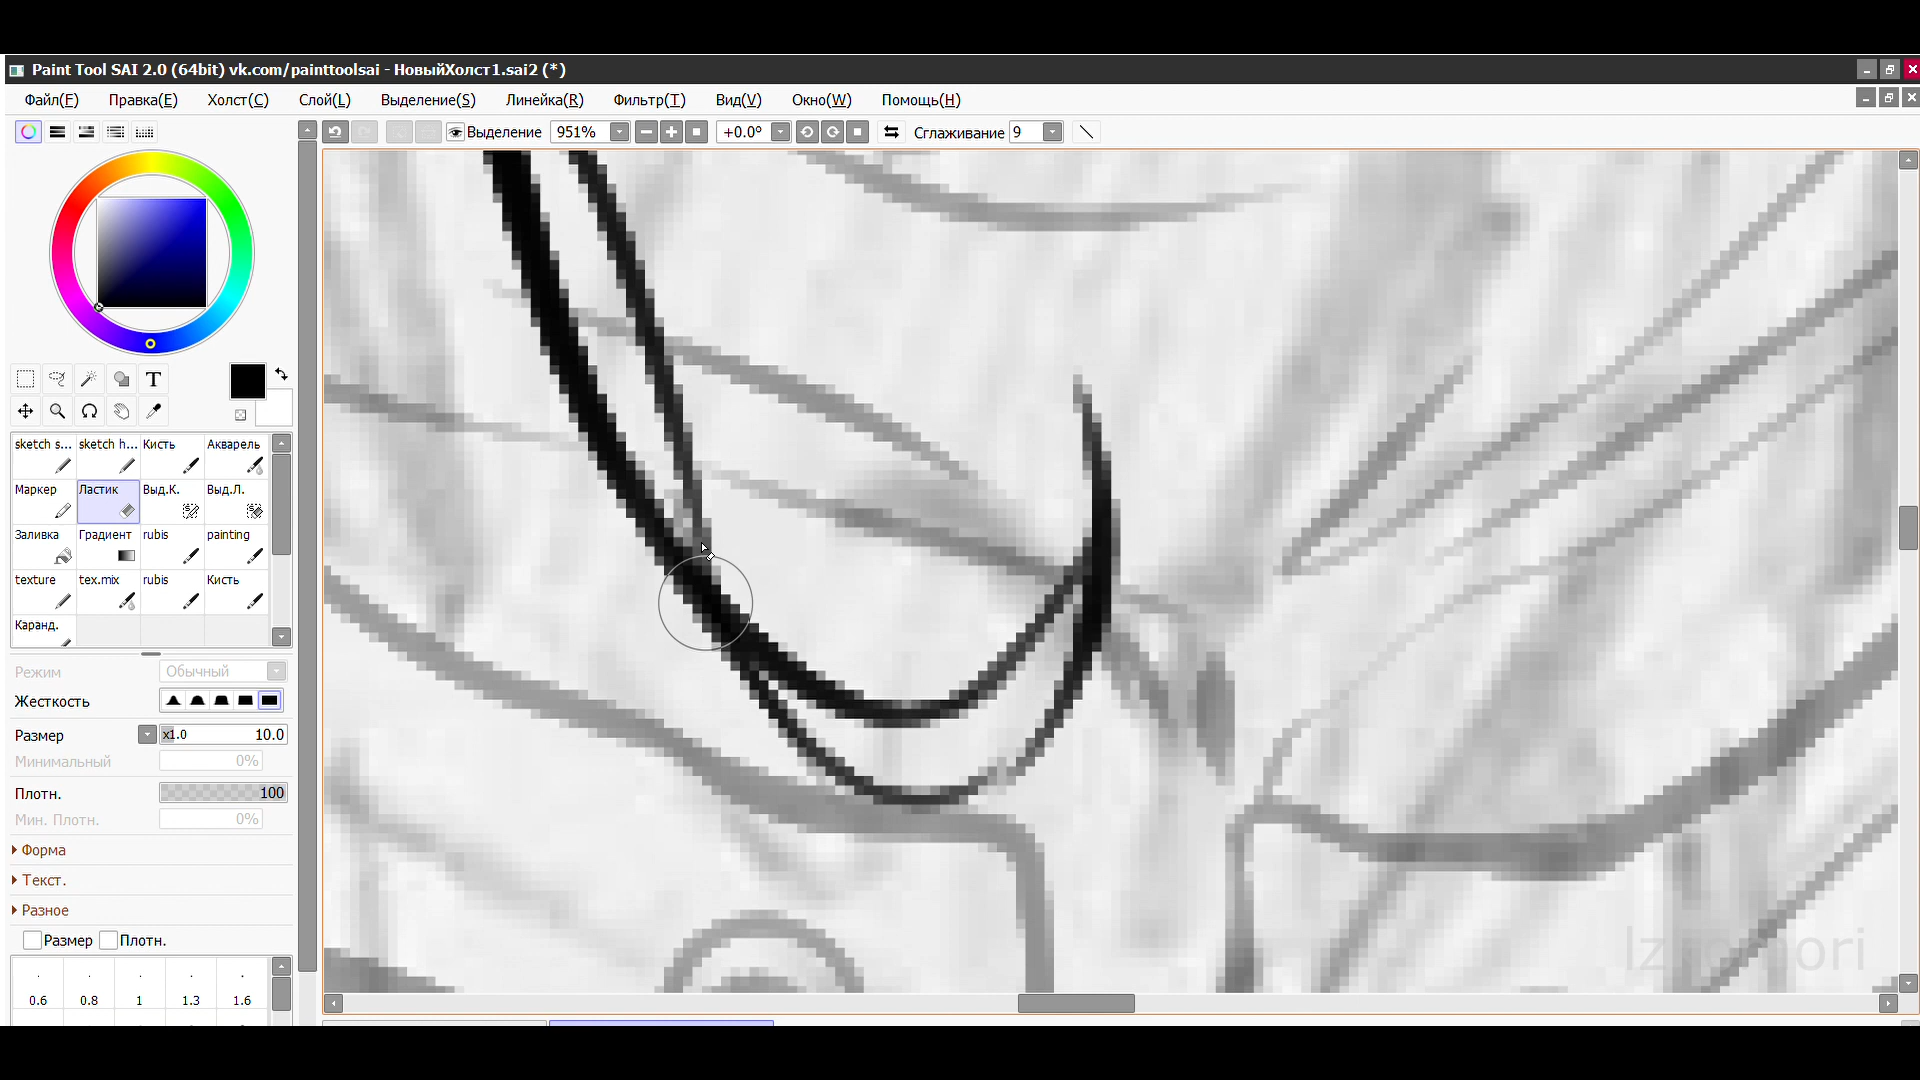 Paint Tool SAI 2.0 (64bit) vk.com/painttoolsai - НовыйХолст1.sai2 (*)
Файл(F) Правка(E) Холст(C) Слой(L) Выделение(S) Линейка(R) Фильтр(T) Вид(V) Окно(W) Помощь(H)
Выделение 951% +0.0° Сглаживание 9
T
sketch s... sketch h... Кисть Акварель
Маркер Ластик Выд.К. Выд.Л.
Заливка Градиент rubis painting
texture tex.mix rubis Кисть
Каранд.
Режим Обычный
Жесткость
Размер x1.0 10.0
Минимальный 0%
Плотн. 100
Мин. Плотн. 0%
Форма
Текст.
Разное
Размер Плотн.
0.6 0.8 1 1.3 1.6